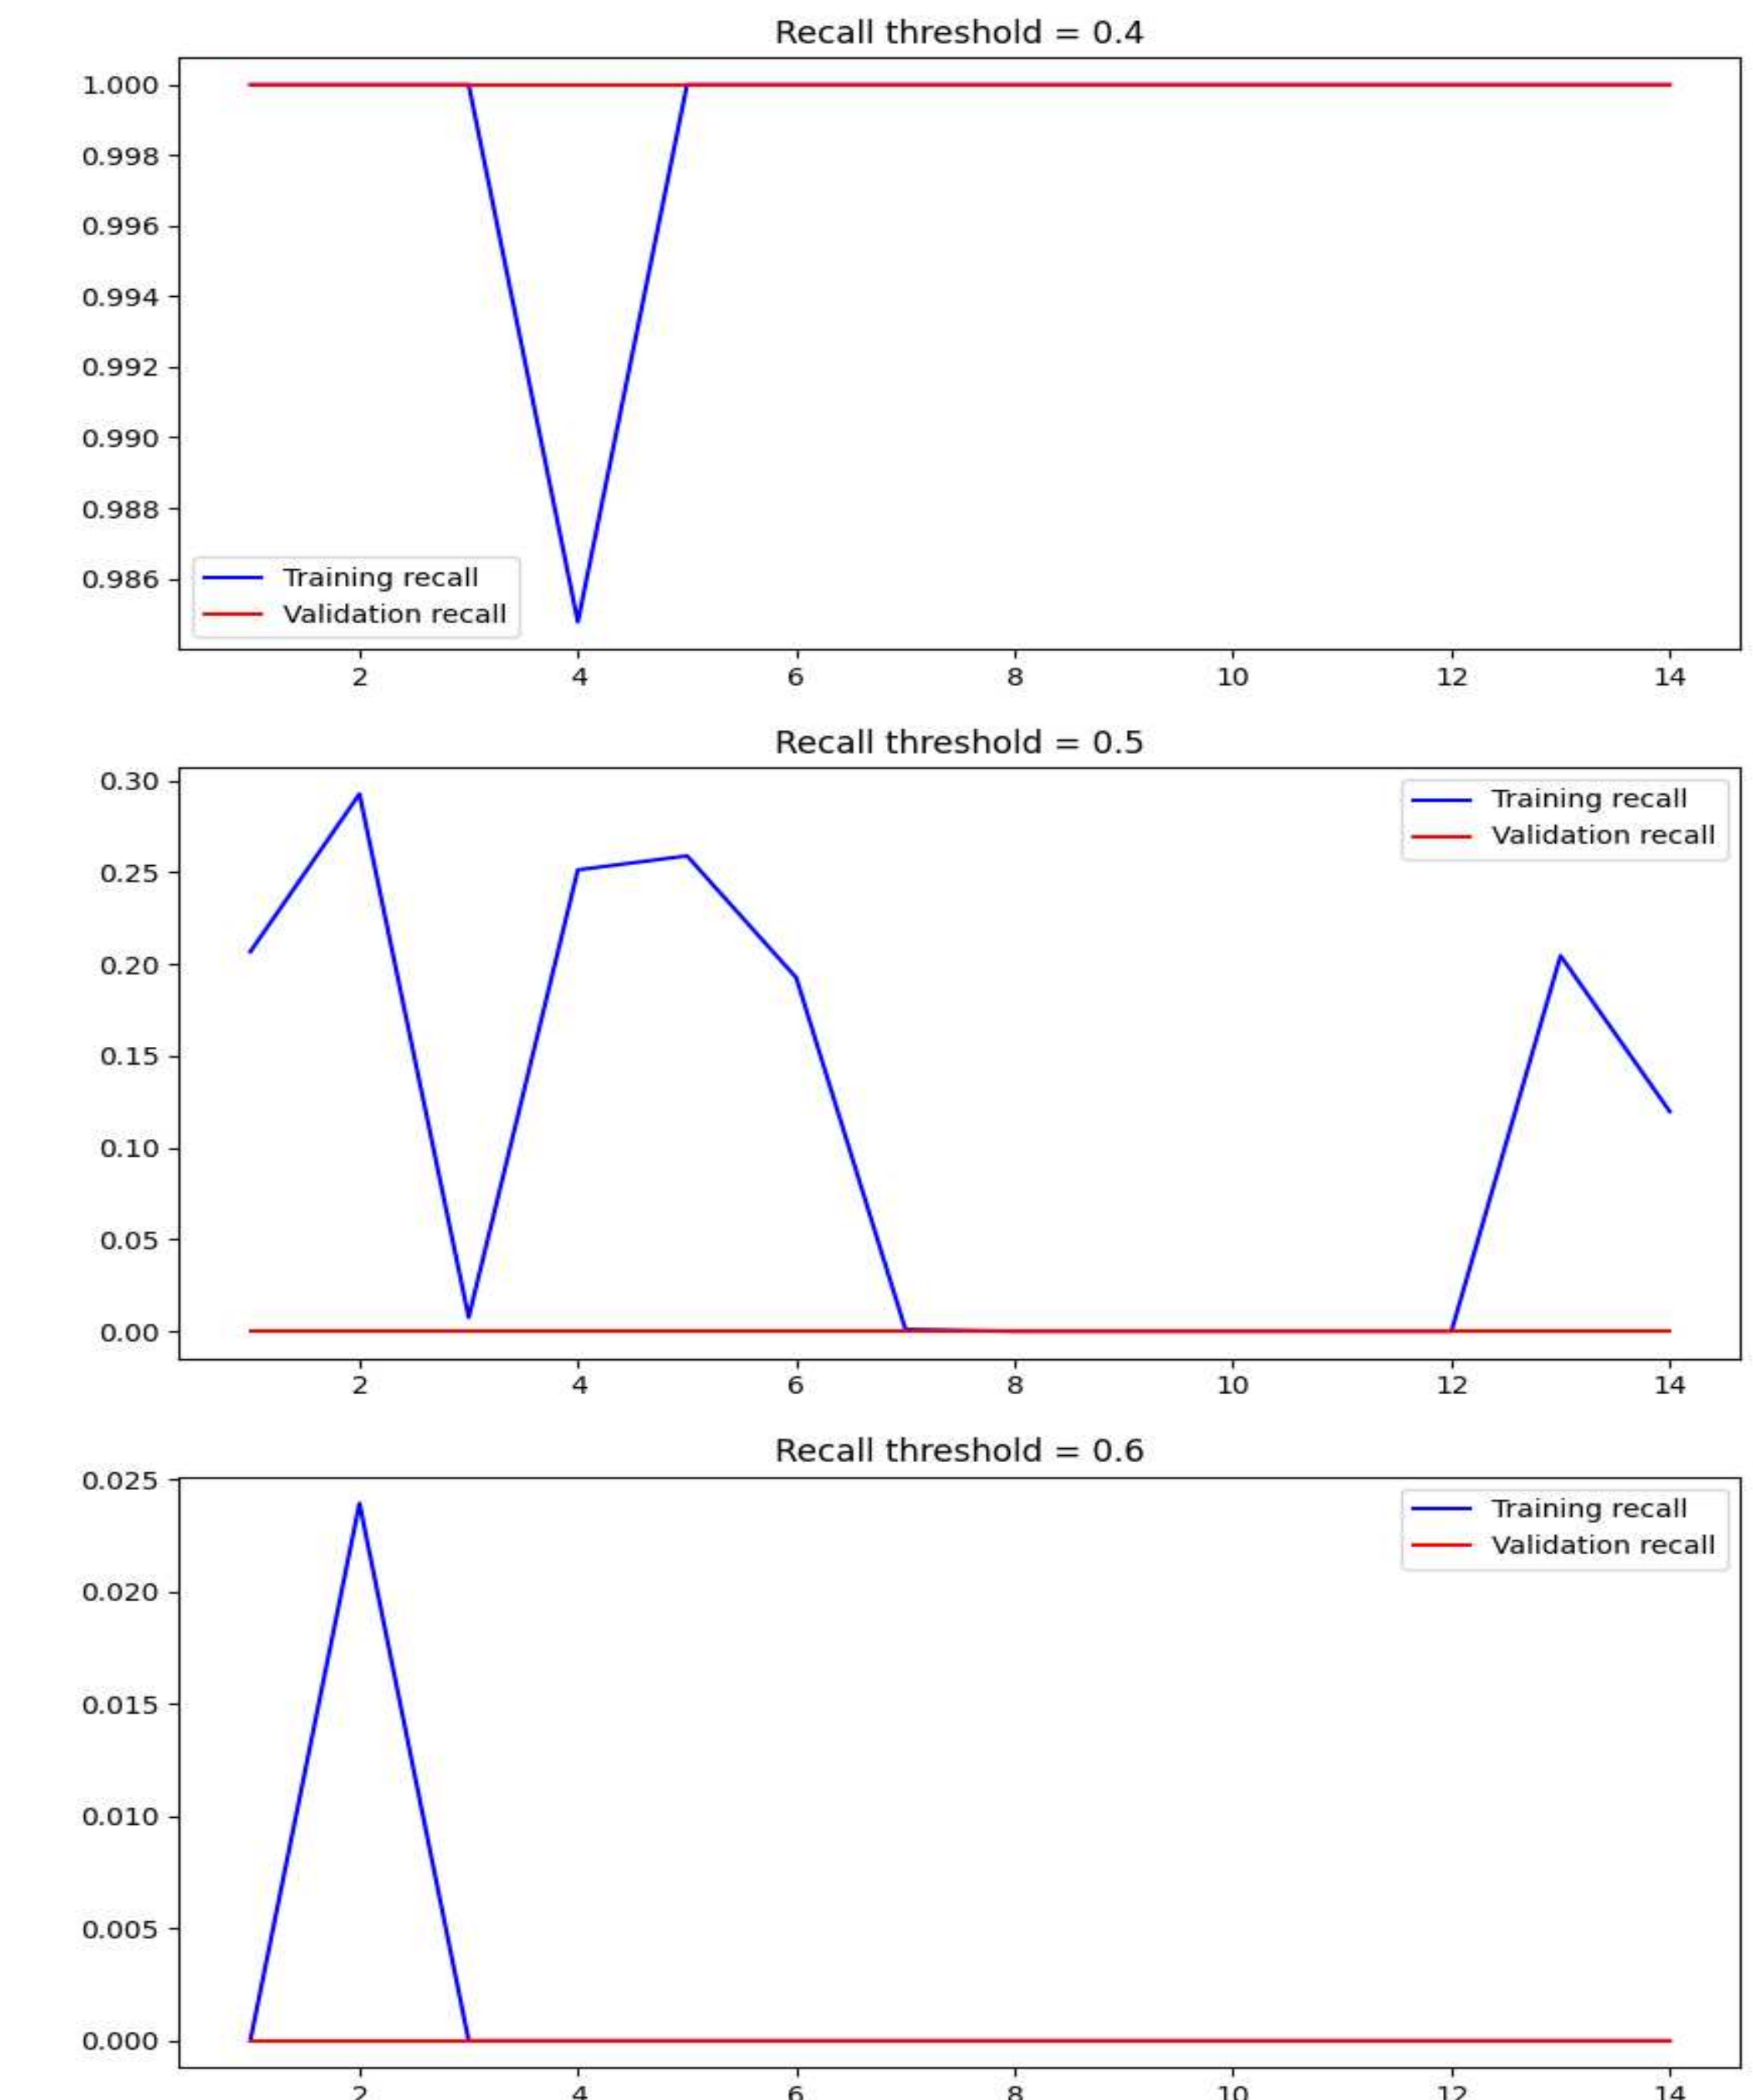 Recall threshold = 0.4
1.000
0.998
0.996
0.994
0.992
0.990
0.988
0.986
Training recall
Validation recall
2 4 6 8 10 12 14
Recall threshold = 0.5
0.30
Training recall
Validation recall
0.25
0.20
0.15
0.10
0.05
0.00
2 4 6 8 10 12 14
Recall threshold = 0.6
0.025
Training recall
Validation recall
0.020
0.015
0.010
0.005
0.000
2 4 6 8 10 12 14